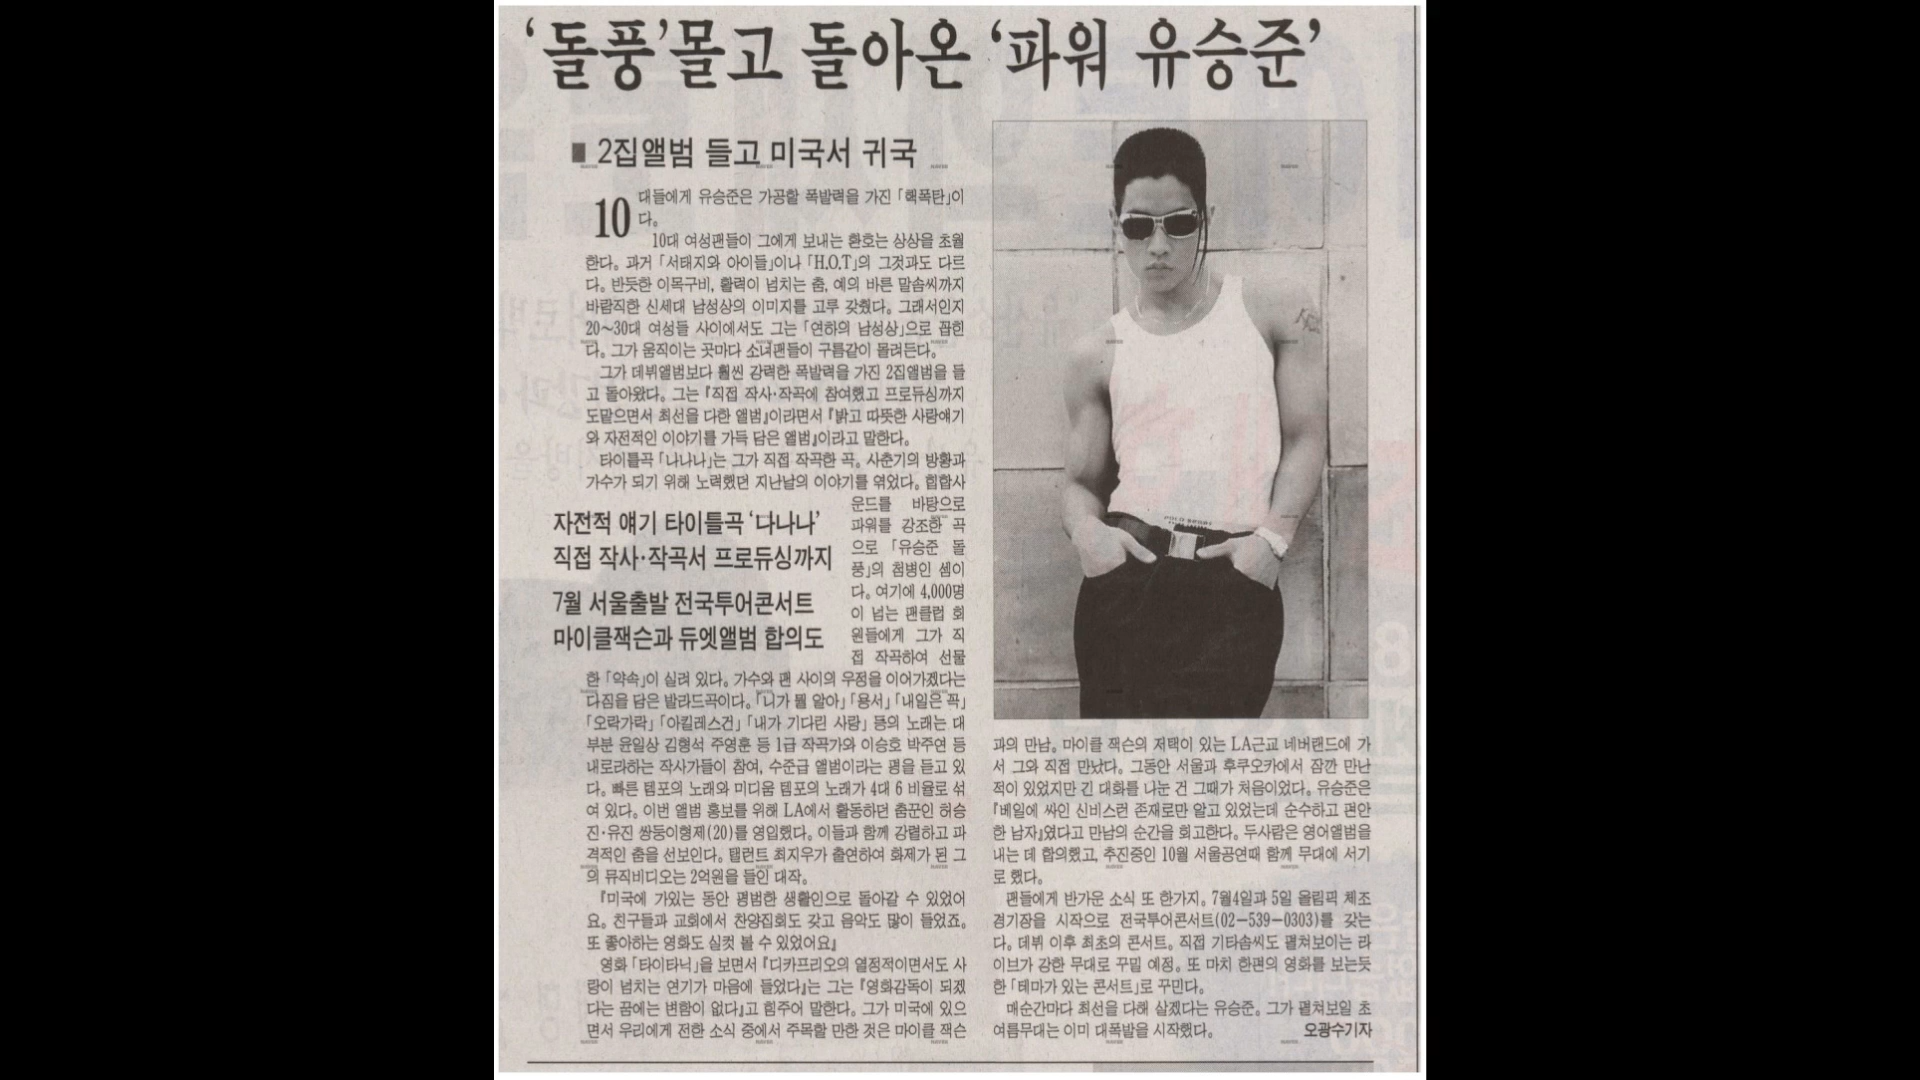 ‘돌풍’몰고 돌아온 ‘파워 유승준’
■ 2집앨범 들고 미국서 귀국
10대들에게 유승준은 가공할 폭발력을 가진 「핵폭탄」이
다。
10대 여성팬들이 그에게 보내는 환호는 상상을 초월
한다。 과거 「서태지와 아이들」이나 「H.O.T」의 그것과도 다르
다。 반듯한 이목구비, 활력이 넘치는 춤, 예의 바른 말솜씨까지
바람직한 신세대 남성상의 이미지를 고루 갖췄다。 그래서인지
20～30대 여성들 사이에서도 그는 「연하의 남성상」으로 꼽힌
다。 그가 움직이는 곳마다 소녀팬들이 구름같이 몰려든다。
그가 데뷔앨범보다 훨씬 강력한 폭발력을 가진 2집앨범을 들
고 돌아왔다。 그는 『직접 작사·작곡에 참여했고 프로듀싱까지
도맡으면서 최선을 다한 앨범』이라면서 『밝고 따뜻한 사랑얘기
와 자전적인 이야기를 가득 담은 앨범』이라고 말한다。
타이틀곡 「나나나」는 그가 직접 작곡한 곡。 사춘기의 방황과
가수가 되기 위해 노력했던 지난날의 이야기를 엮었다。 힙합사
운드를 바탕으로
파워를 강조한 곡
으로 「유승준 돌
풍」의 첨병인 셈이
다。 여기에 4,000명
이 넘는 팬클럽 회
원들에게 그가 직
접 작곡하여 선물
자전적 얘기 타이틀곡 ‘나나나’
직접 작사·작곡서 프로듀싱까지
7월 서울출발 전국투어콘서트
마이클잭슨과 듀엣앨범 합의도
한 「약속」이 실려 있다。 가수와 팬 사이의 우정을 이어가겠다는
다짐을 담은 발라드곡이다。 「니가 뭘 알아」 「용서」 「내일은 꼭」
「오락가락」 「아킬레스건」 「내가 기다린 사랑」 등의 노래는 대
부분 윤일상 김형석 주영훈 등 1급 작곡가와 이승호 박주연 등
내로라하는 작사가들이 참여, 수준급 앨범이라는 평을 듣고 있
다。 빠른 템포의 노래와 미디움 템포의 노래가 4대 6 비율로 섞
여 있다。 이번 앨범 홍보를 위해 LA에서 활동하던 춤꾼인 허승
진·유진 쌍둥이형제(20)를 영입했다。 이들과 함께 강렬하고 파
격적인 춤을 선보인다。 탤런트 최지우가 출연하여 화제가 된 그
의 뮤직비디오는 2억원을 들인 대작。
『미국에 가있는 동안 평범한 생활인으로 돌아갈 수 있었어
요。 친구들과 교회에서 찬양집회도 갖고 음악도 많이 들었죠。
또 좋아하는 영화도 실컷 볼 수 있었어요』
영화 「타이타닉」을 보면서 『디카프리오의 열정적이면서도 사
랑이 넘치는 연기가 마음에 들었다』는 그는 『영화감독이 되겠
다는 꿈에는 변함이 없다』고 힘주어 말한다。 그가 미국에 있으
면서 우리에게 전한 소식 중에서 주목할 만한 것은 마이클 잭슨
POLO SPORT
과의 만남。 마이클 잭슨의 저택이 있는 LA근교 네버랜드에 가
서 그와 직접 만났다。 그동안 서울과 후쿠오카에서 잠깐 만난
적이 있었지만 긴 대화를 나눈 건 그때가 처음이었다。 유승준은
『베일에 싸인 신비스런 존재로만 알고 있었는데 순수하고 편안
한 남자』였다고 만남의 순간을 회고한다。 두사람은 영어앨범을
내는 데 합의했고, 추진중인 10월 서울공연때 함께 무대에 서기
로 했다。
팬들에게 반가운 소식 또 한가지。 7월4일과 5일 올림픽 체조
경기장을 시작으로 전국투어콘서트(02－539－0303)를 갖는
다。 데뷔 이후 최초의 콘서트。 직접 기타솜씨도 펼쳐보이는 라
이브가 강한 무대로 꾸밀 예정。 또 마치 한편의 영화를 보는듯
한 「테마가 있는 콘서트」로 꾸민다。
매순간마다 최선을 다해 살겠다는 유승준。 그가 펼쳐보일 초
여름무대는 이미 대폭발을 시작했다。 오광수기자